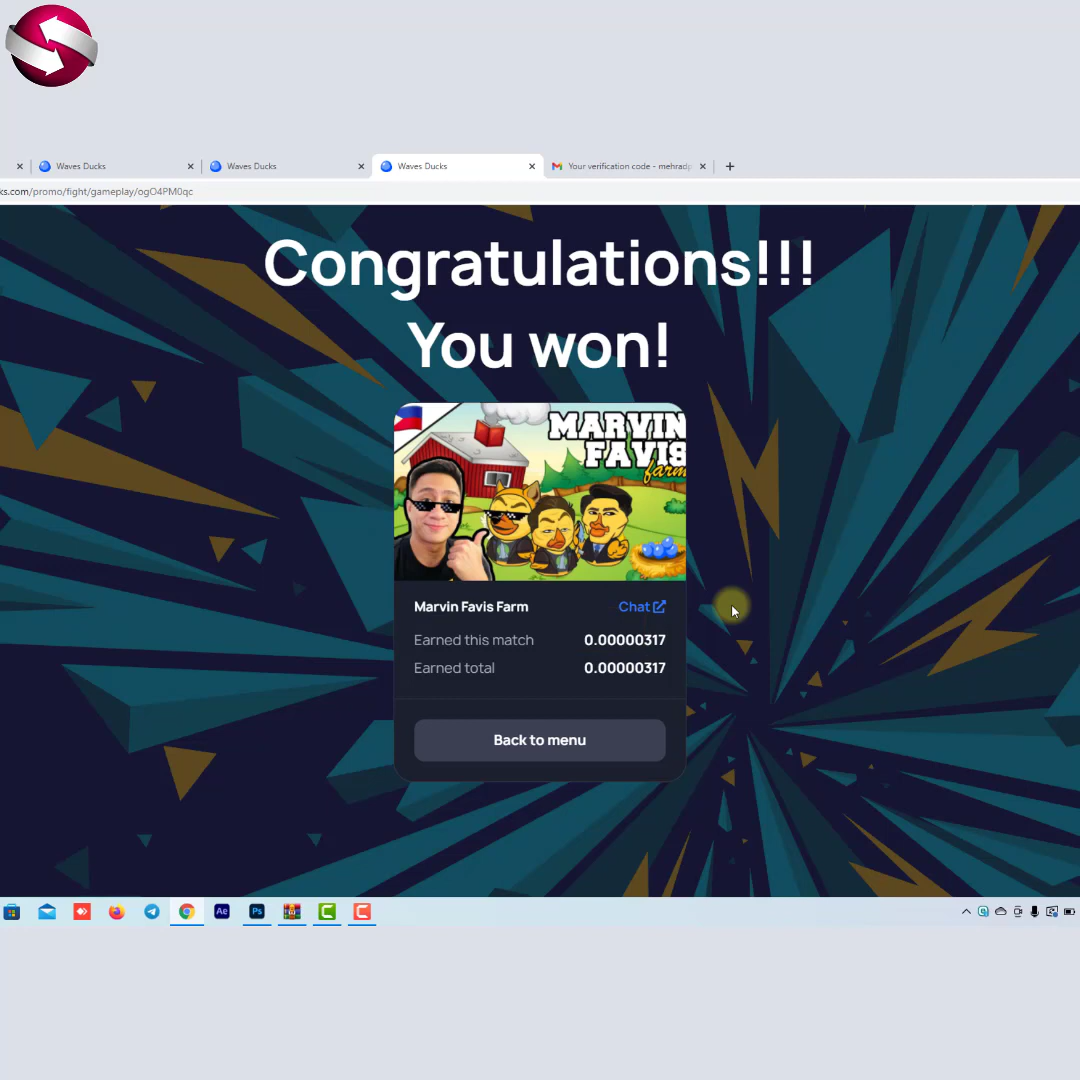 Waves Ducks
Waves Ducks
Waves Ducks
Your verification code - mehradp
ks.com/promo/fight/gameplay/ogO4PM0qc
Congratulations!!!
You won!
MARVIN
FAVIS
farm
Marvin Favis Farm
Chat
Earned this match 0.00000317
Earned total 0.00000317
Back to menu
Ae
Ps